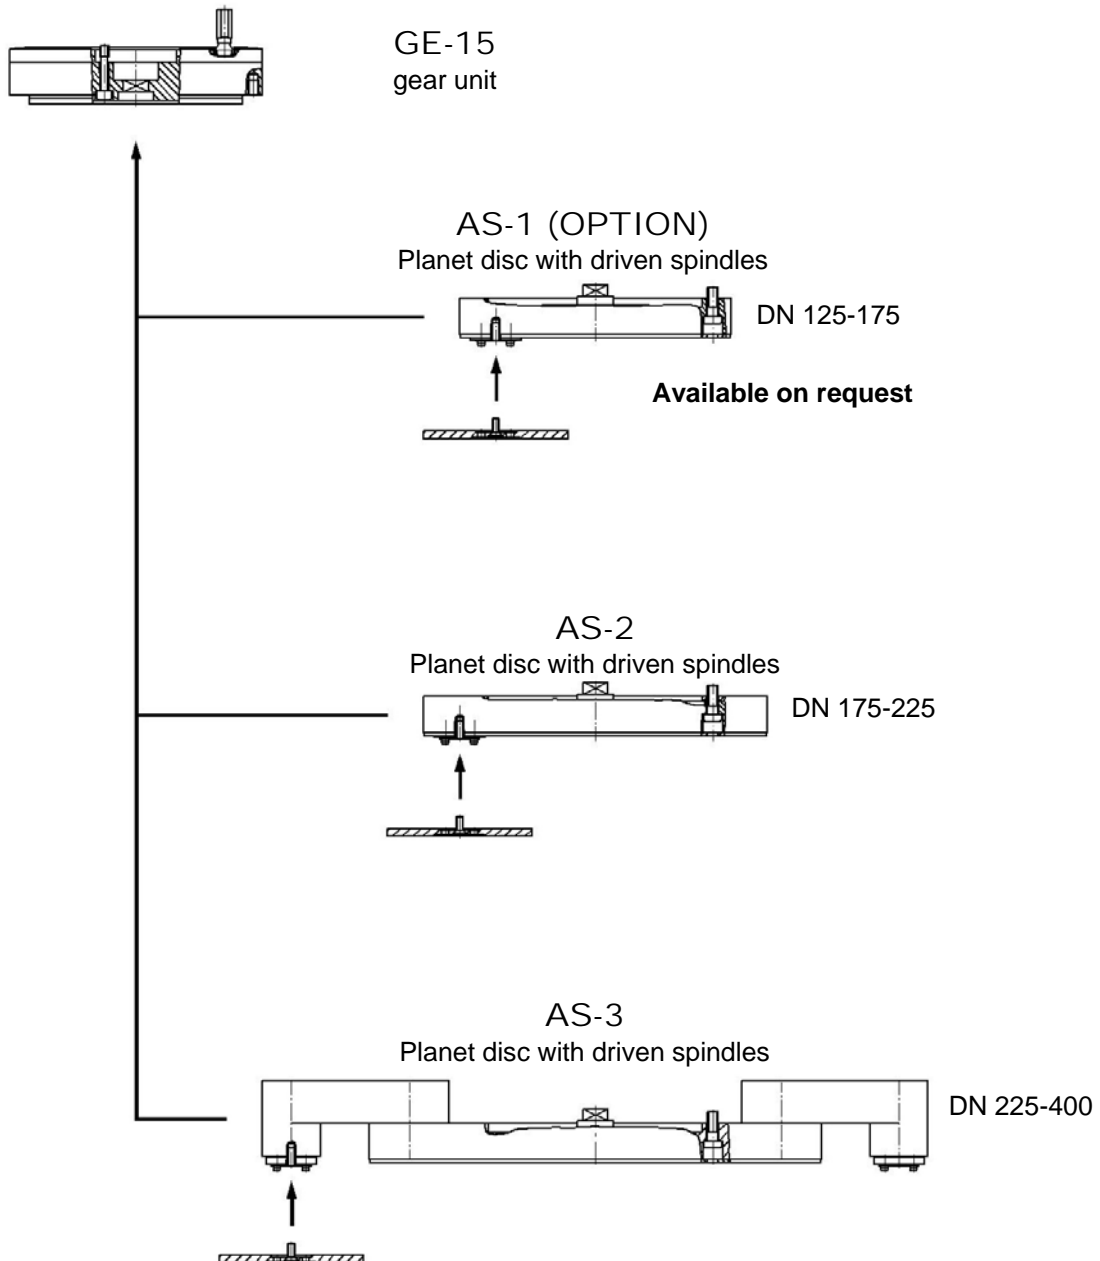 GE-15
gear unit
AS-1 (OPTION)
Planet disc with driven spindles
DN 125-175
Available on request
AS-2
Planet disc with driven spindles
DN 175-225
AS-3
Planet disc with driven spindles
DN 225-400